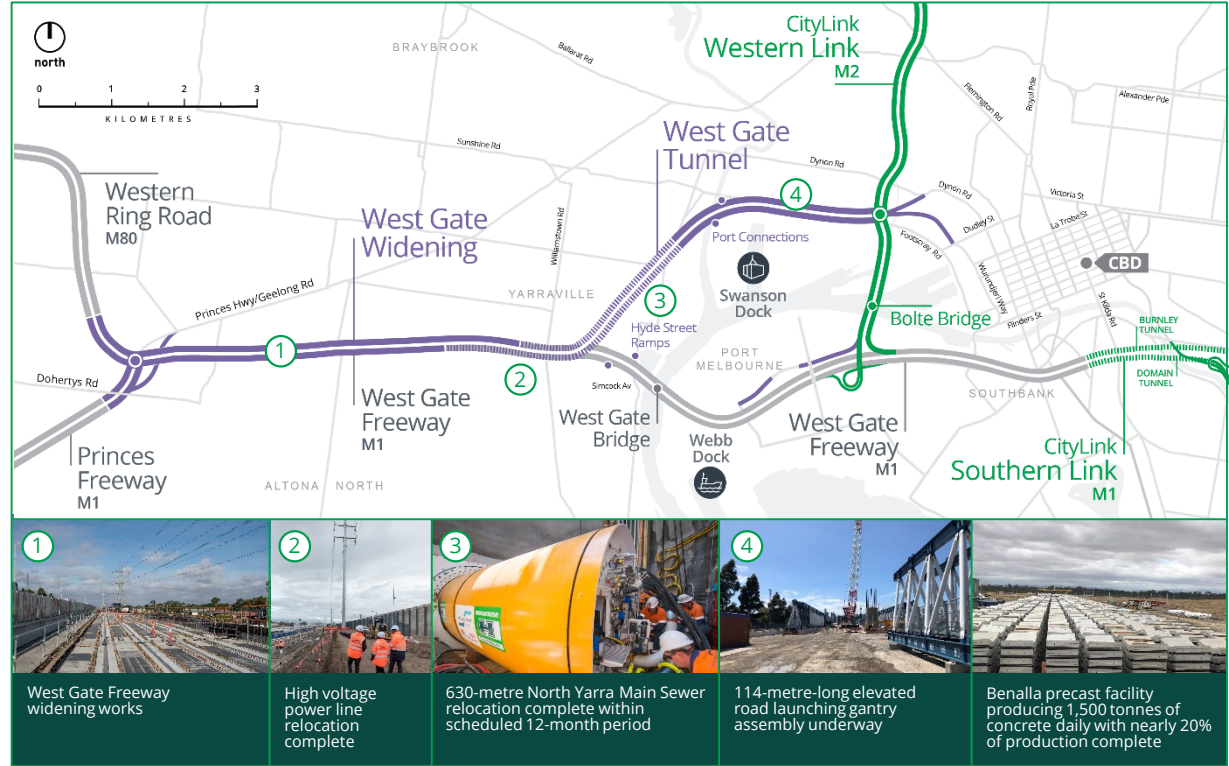 north
0
1
2
3
KILOMETRES
BRAYBROOK
Ballarat Rd
CityLink
Western Link
M2
Flemington Rd
Royal Pde
Alexander Pde
Sunshine Rd
West Gate
Tunnel
Dynon Rd
4
Western
Ring Road
M80
West Gate
Widening
Williamstown Rd
Dynon Rd
Victoria St
Dudley St
La Trobe St
Footscray Rd
Port Connections
Wurundjeri Way
CBD
Princes Hwy/Geelong Rd
YARRAVILLE
3
Swanson
Dock
Hyde Street
Ramps
Bolte Bridge
Flinders St
St Kilda Rd
BURNLEY
TUNNEL
1
2
PORT
MELBOURNE
Dohertys Rd
Simcock Av
DOMAIN
TUNNEL
SOUTHBANK
West Gate
Freeway
M1
West Gate
Bridge
Webb
Dock
West Gate
Freeway
M1
CityLink
Southern Link
M1
Princes
Freeway
M1
ALTONA NORTH
1
2
3
4
West Gate Freeway
widening works
High voltage
power line
relocation
complete
630-metre North Yarra Main Sewer
relocation complete within
scheduled 12-month period
114-metre-long elevated
road launching gantry
assembly underway
Benalla precast facility
producing 1,500 tonnes of
concrete daily with nearly 20%
of production complete